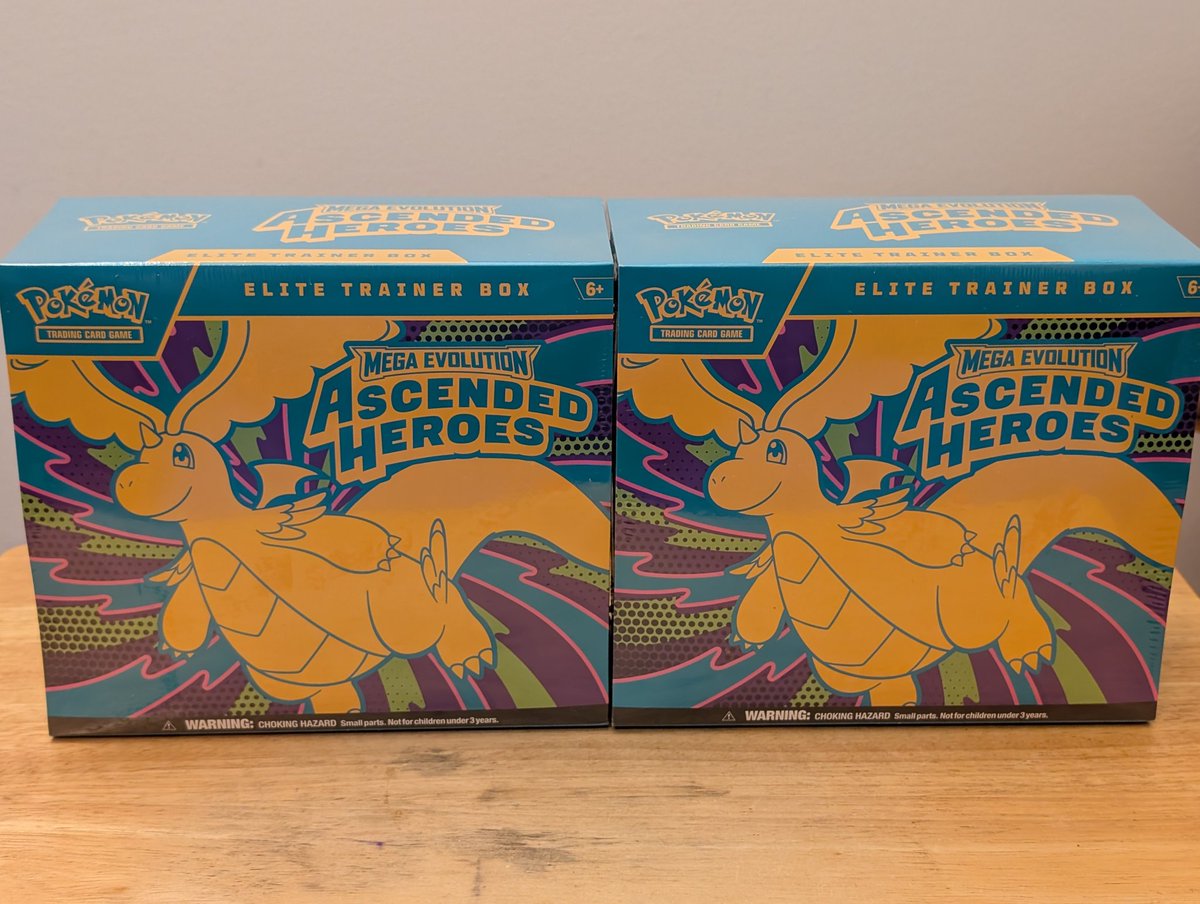 POKéMON
TRADING CARD GAME
MEGA EVOLUTION
ASCENDED
HEROES
ELITE TRAINER BOX
POKéMON
TRADING CARD GAME
ELITE TRAINER BOX
6+
MEGA EVOLUTION
ASCENDED
HEROES
WARNING: CHOKING HAZARD Small parts. Not for children under 3 years.
POKéMON
TRADING CARD GAME
MEGA EVOLUTION
ASCENDED
HEROES
ELITE TRAINER BOX
POKéMON
TRADING CARD GAME
ELITE TRAINER BOX
6+
MEGA EVOLUTION
ASCENDED
HEROES
WARNING: CHOKING HAZARD Small parts. Not for children under 3 years.